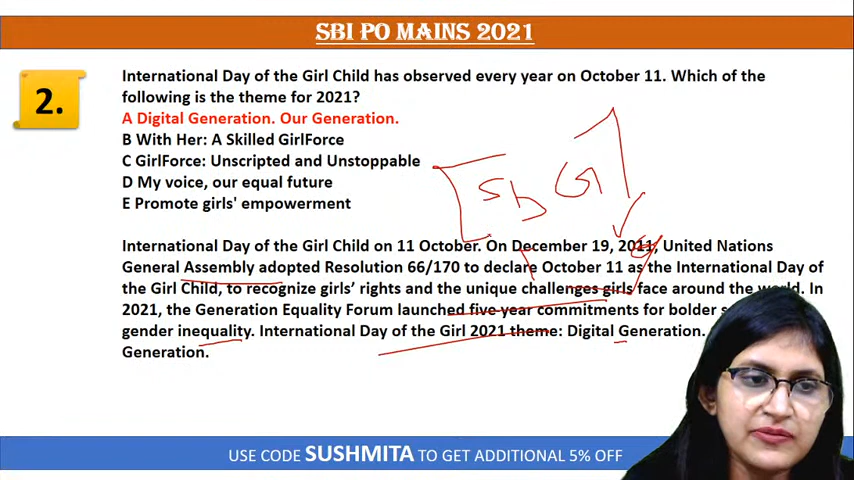 SBI PO MAINS 2021
2.
International Day of the Girl Child has observed every year on October 11. Which of the
following is the theme for 2021?
A Digital Generation. Our Generation.
B With Her: A Skilled GirlForce
C GirlForce: Unscripted and Unstoppable
D My voice, our equal future
E Promote girls' empowerment
International Day of the Girl Child on 11 October. On December 19, United Nations
General Assembly adopted Resolution 66/170 to declare October 11 as the International Day of
the Girl Child, to recognize girls' rights and the unique challenges girls face around the world. In
2021, the Generation Equality Forum launched five year commitments for bolder
gender inequality. International Day of the Girl 2021 theme: Digital Generation.
Generation.
USE CODE SUSHMITA TO GET ADDITIONAL 5% OFF